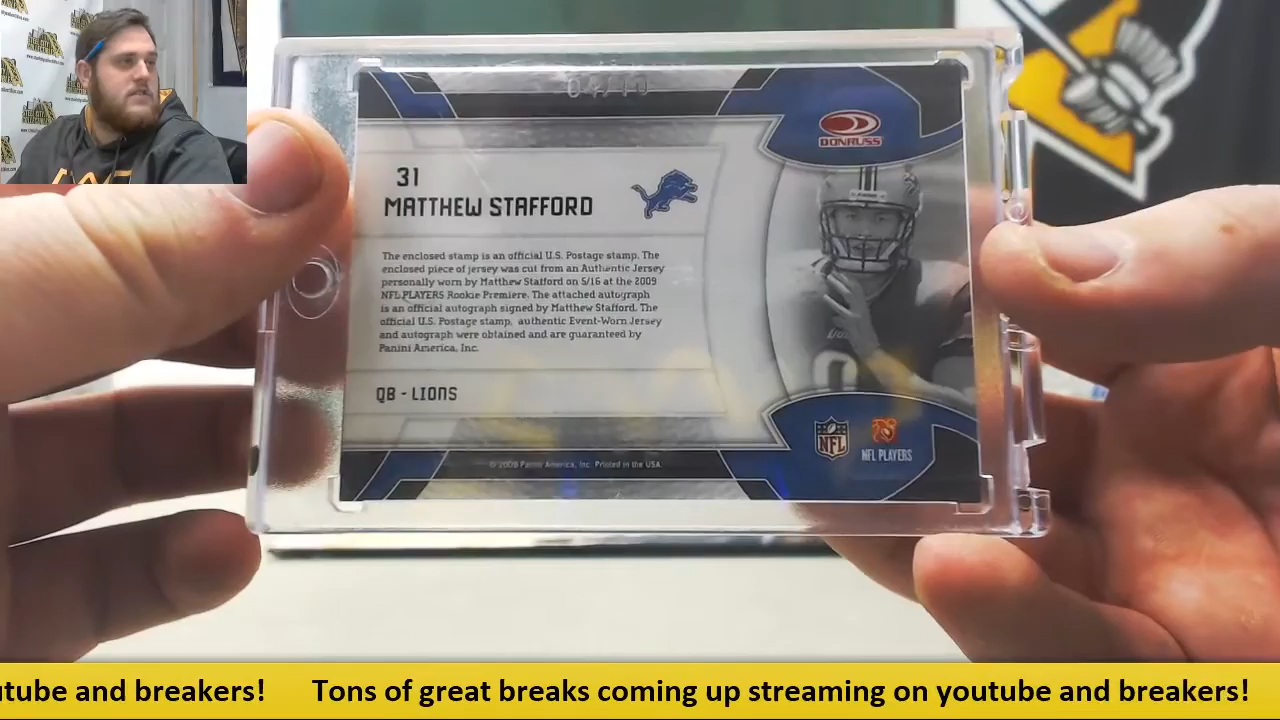 04/10
DONRUSS
31
MATTHEW STAFFORD
The enclosed stamp is an official U.S. Postage stamp. The
enclosed piece of jersey was cut from an Authentic Jersey
personally worn by Matthew Stafford on 5/16 at the 2009
NFL PLAYERS Rookie Premiere. The attached autograph
is an official autograph signed by Matthew Stafford. The
official U.S. Postage stamp, authentic Event-Worn Jersey
and autograph were obtained and are guaranteed by
Panini America, Inc.
QB - LIONS
NFL
NFL PLAYERS
© 2009 Panini America, Inc. Printed in the USA.
utube and breakers! Tons of great breaks coming up streaming on youtube and breakers!